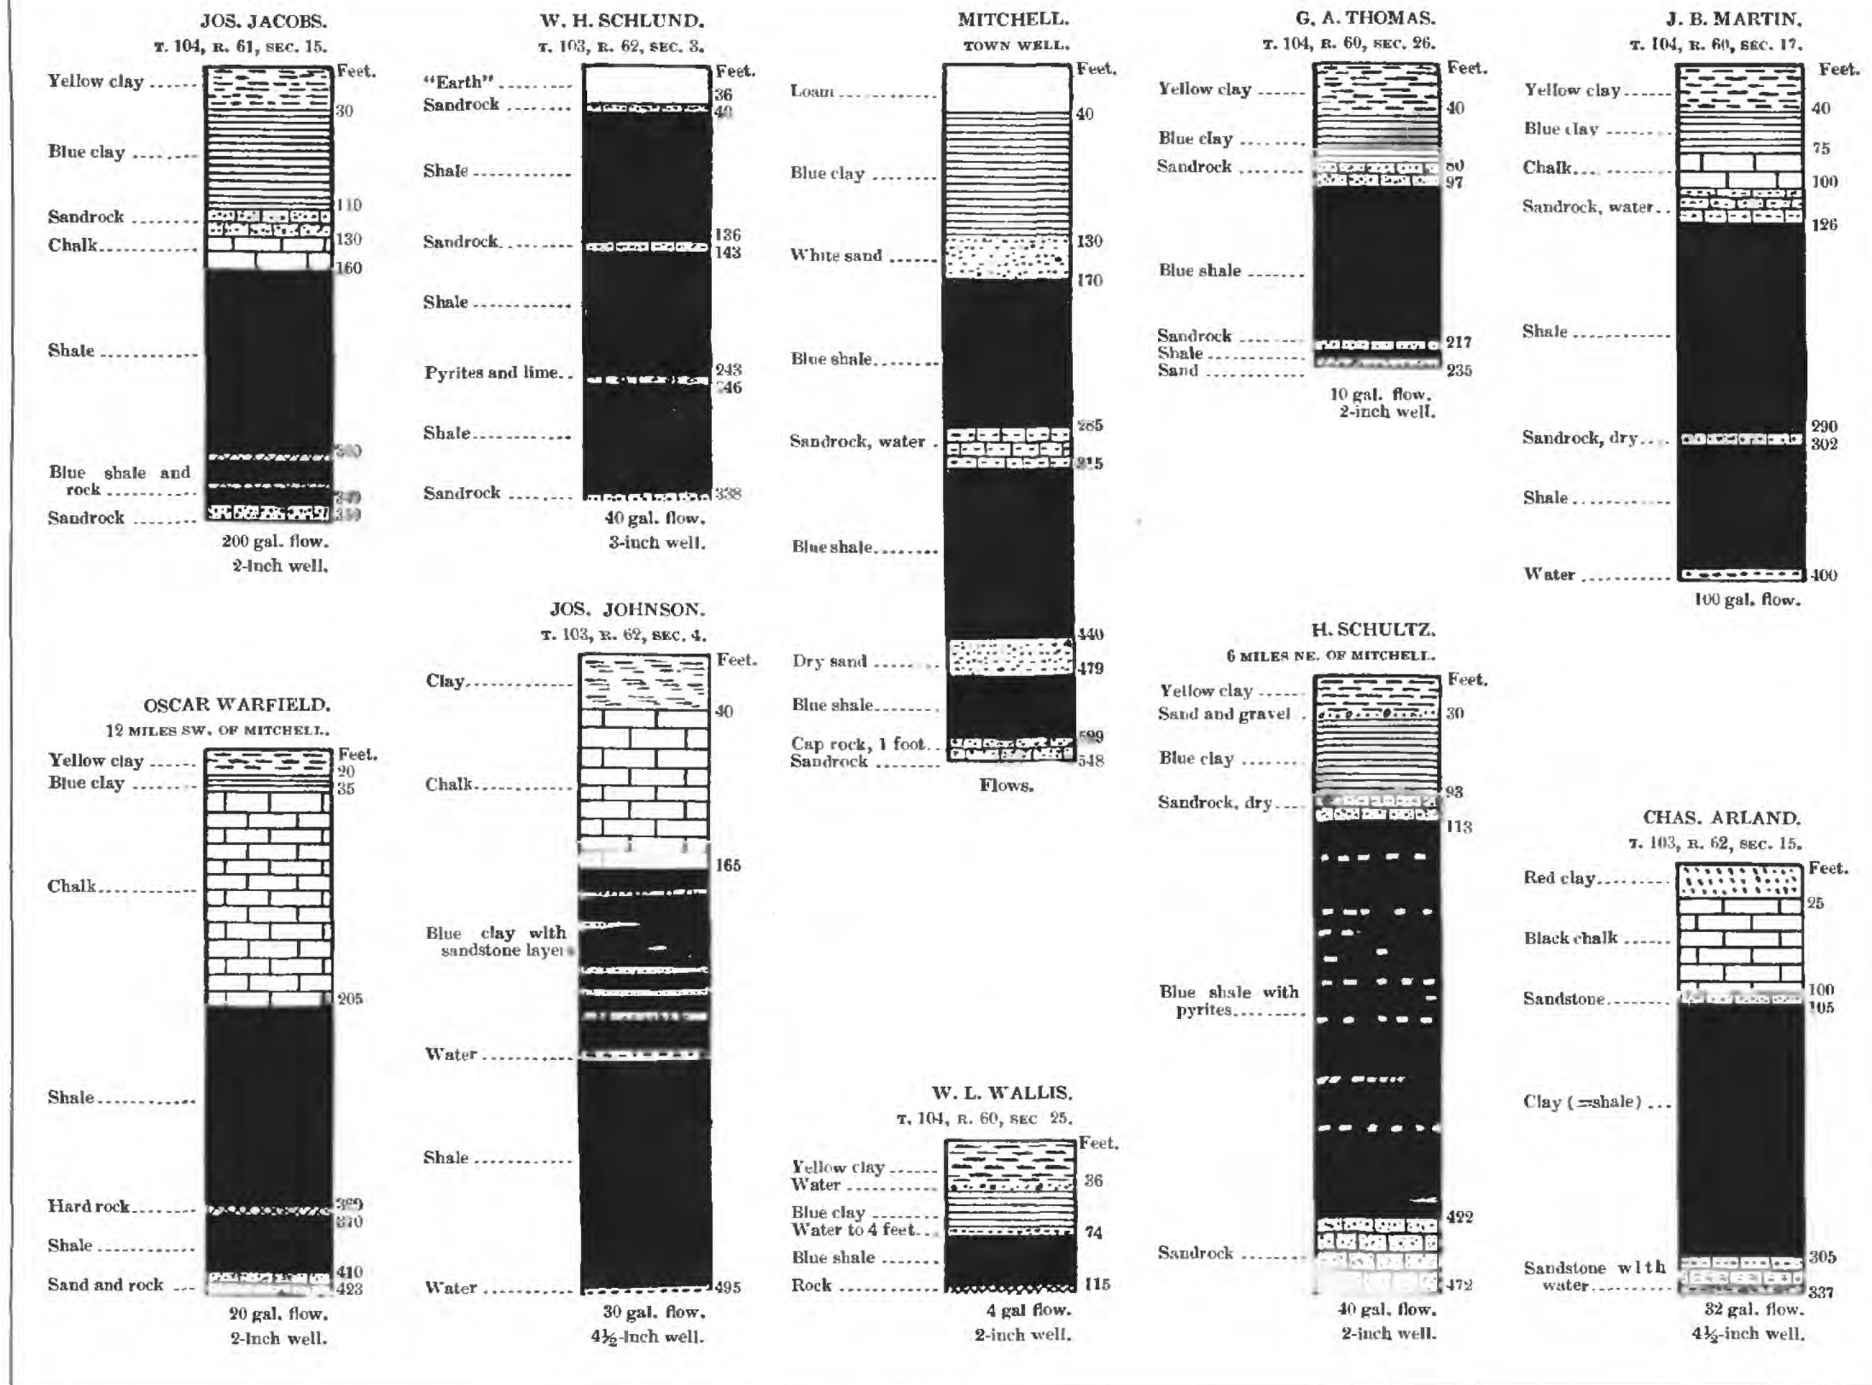 JOS. JACOBS.
T. 104, R. 61, SEC. 15.
Feet.
Yellow clay
30
Blue clay
110
Sandrock
130
Chalk
160
Shale
Blue shale and
rock
Sandrock
200 gal. flow.
2-Inch well.
W. H. SCHLUND.
T. 103, R. 62, SEC. 3.
Feet.
"Earth"
36
Sandrock
40
Shale
136
Sandrock
143
Shale
243
Pyrites and lime
246
Shale
Sandrock
338
40 gal. flow.
3-inch well.
MITCHELL.
TOWN WELL.
Feet.
Loam
40
Blue clay
130
White sand
170
Blue shale
285
Sandrock, water
315
Blue shale
440
Dry sand
479
Blue shale
Cap rock, 1 foot
Sandrock
548
Flows.
G. A. THOMAS.
T. 104, R. 60, SEC. 26.
Feet.
Yellow clay
40
Blue clay
80
Sandrock
97
Blue shale
Sandrock
217
Shale
Sand
235
10 gal. flow.
2-inch well.
J. B. MARTIN.
T. 104, R. 60, SEC. 17.
Feet.
Yellow clay
40
Blue clay
75
Chalk
100
Sandrock, water
126
Shale
290
Sandrock, dry
302
Shale
Water
400
100 gal. flow.
OSCAR WARFIELD.
12 MILES SW. OF MITCHELL.
Feet.
Yellow clay
20
Blue clay
35
Chalk
205
Shale
Hard rock
370
Shale
410
Sand and rock
423
20 gal. flow.
2-Inch well.
JOS. JOHNSON.
T. 103, R. 62, SEC. 4.
Feet.
Clay
40
Chalk
165
Blue clay with
sandstone layers
Water
Shale
Water
495
30 gal. flow.
4½-Inch well.
W. L. WALLIS.
T. 104, R. 60, SEC 25.
Feet.
Yellow clay
36
Water
Blue clay
Water to 4 feet
74
Blue shale
Rock
115
4 gal flow.
2-inch well.
H. SCHULTZ.
6 MILES NE. OF MITCHELL.
Feet.
Yellow clay
Sand and gravel
30
Blue clay
93
Sandrock, dry
113
Blue shale with
pyrites
422
Sandrock
472
40 gal. flow.
2-inch well.
CHAS. ARLAND.
T. 103, R. 62, SEC. 15.
Feet.
Red clay
25
Black chalk
100
Sandstone
105
Clay (=shale)
305
Sandstone with
water
337
32 gal. flow.
4½-inch well.